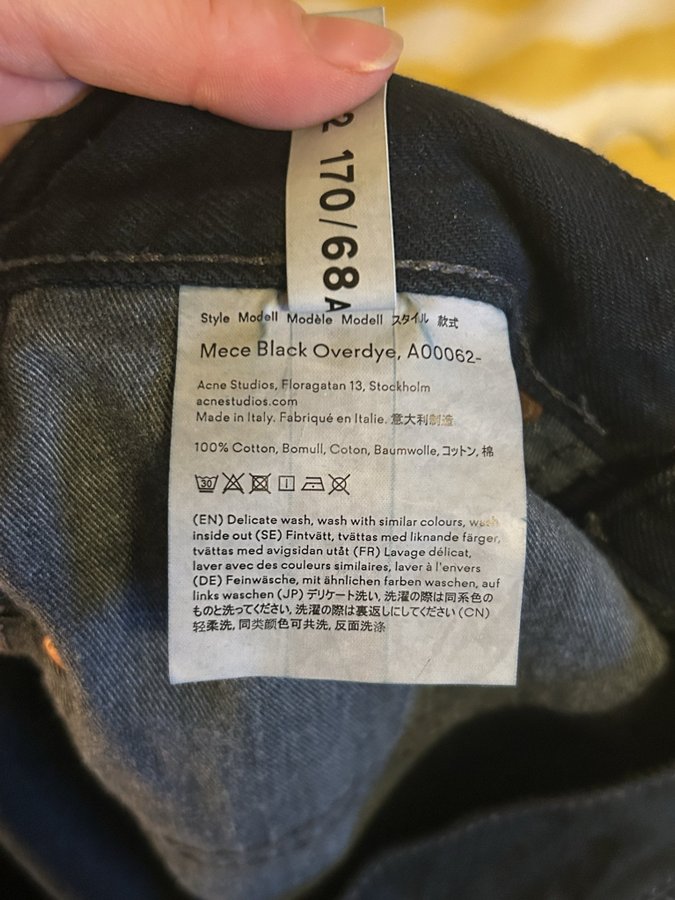 2 170/68A
Style Modell Modèle Modell スタイル 款式
Mece Black Overdye, A00062-
Acne Studios, Floragatan 13, Stockholm
acnestudios.com
Made in Italy. Fabriqué en Italie. 意大利制造
100% Cotton, Bomull, Coton, Baumwolle, コットン, 棉
30
(EN) Delicate wash, wash with similar colours, wash
inside out (SE) Fintvätt, tvättas med liknande färger,
tvättas med avigsidan utåt (FR) Lavage délicat,
laver avec des couleurs similaires, laver à l'envers
(DE) Feinwäsche, mit ähnlichen farben waschen, auf
links waschen (JP) デリケート洗い, 洗濯の際は同系色の
ものと洗ってください, 洗濯の際は裏返しにしてください (CN)
轻柔洗, 同类颜色可共洗, 反面洗涤